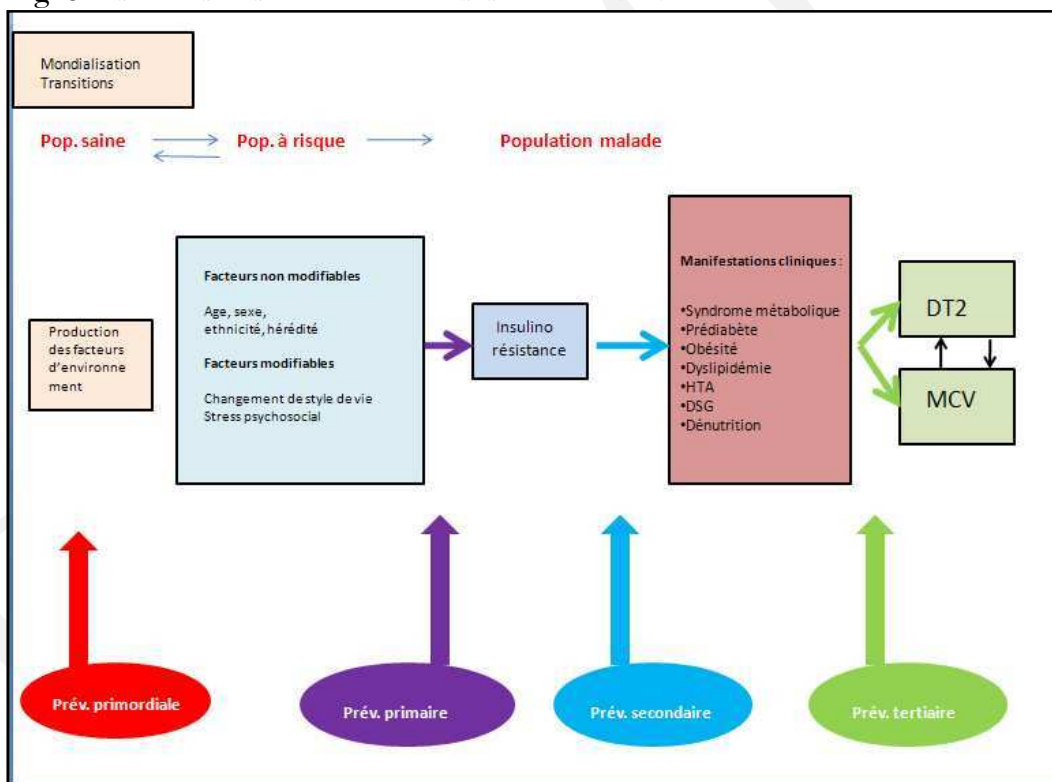 Mondialisation
Transitions
Pop. saine
Pop. à risque
Population malade
Production
des facteurs
d'environne
ment
Facteurs non modifiables
Age, sexe,
ethnicité, hérédité
Facteurs modifiables
Changement de style de vie
Stress psychosocial
Insulino
résistance
Manifestations cliniques :
•Syndrome métabolique
•Prédiabète
•Obésité
•Dyslipidémie
•HTA
•DSG
•Dénutrition
DT2
MCV
Prév. primordiale
Prév. primaire
Prév. secondaire
Prév. tertiaire